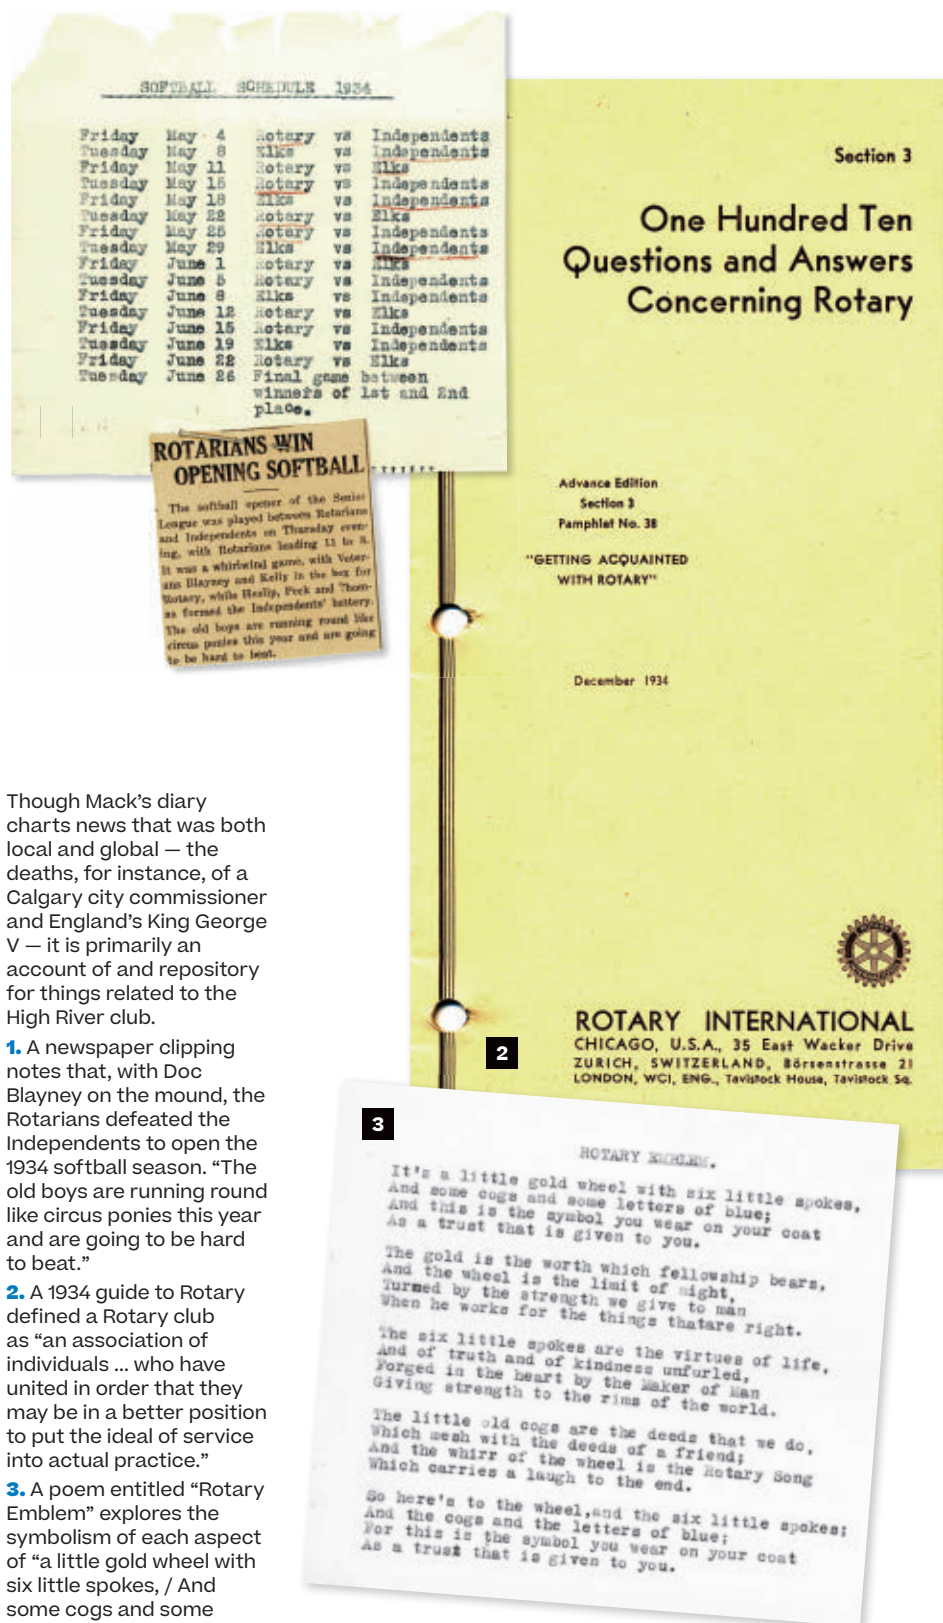 SOFTBALL SCHEDULE 1934
Friday May 4 Rotary vs Independents
Tuesday May 8 Elks vs Independents
Friday May 11 Rotary vs Elks
Tuesday May 15 Rotary vs Independents
Friday May 18 Elks vs Independents
Tuesday May 22 Rotary vs Elks
Friday May 25 Rotary vs Independents
Tuesday May 29 Elks vs Independents
Friday June 1 Rotary vs Elks
Tuesday June 5 Rotary vs Independents
Friday June 8 Elks vs Independents
Tuesday June 12 Rotary vs Elks
Friday June 15 Rotary vs Independents
Tuesday June 19 Elks vs Independents
Friday June 22 Rotary vs Elks
Tuesday June 26 Final game between
winners of 1st and 2nd
place.
ROTARIANS WIN
OPENING SOFTBALL
The softball opener of the Senior
League was played between Rotarians
and Independents on Thursday even-
ing, with Rotarians leading 11 to 8.
It was a whirlwing game, with Veter-
ans Blayney and Kelly in the box for
Rotary, while Heslip, Peck and Thom-
as formed the Independents' battery.
The old boys are running round like
circus ponies this year and are going
to be hard to beat.
Section 3
One Hundred Ten
Questions and Answers
Concerning Rotary
Advance Edition
Section 3
Pamphlet No. 38
"GETTING ACQUAINTED
WITH ROTARY"
December 1934
ROTARY INTERNATIONAL
CHICAGO, U.S.A., 35 East Wacker Drive
ZURICH, SWITZERLAND, Börsenstrasse 21
LONDON, WCI, ENG., Tavistock House, Tavistock Sq.
2
Though Mack's diary
charts news that was both
local and global — the
deaths, for instance, of a
Calgary city commissioner
and England's King George
V — it is primarily an
account of and repository
for things related to the
High River club.
1. A newspaper clipping
notes that, with Doc
Blayney on the mound, the
Rotarians defeated the
Independents to open the
1934 softball season. "The
old boys are running round
like circus ponies this year
and are going to be hard
to beat."
2. A 1934 guide to Rotary
defined a Rotary club
as "an association of
individuals ... who have
united in order that they
may be in a better position
to put the ideal of service
into actual practice."
3. A poem entitled "Rotary
Emblem" explores the
symbolism of each aspect
of "a little gold wheel with
six little spokes, / And
some cogs and some
3
ROTARY EMBLEM.
It's a little gold wheel with six little spokes,
And some cogs and some letters of blue;
And this is the symbol you wear on your coat
As a trust that is given to you.
The gold is the worth which fellowship bears,
And the wheel is the limit of might,
Turned by the strength we give to man
When he works for the things thatare right.
The six little spokes are the virtues of life,
And of truth and of kindness unfurled,
Forged in the heart by the Maker of Man
Giving strength to the rims of the world.
The little old cogs are the deeds that we do,
Which mesh with the deeds of a friend;
And the whirr of the wheel is the Rotary Song
Which carries a laugh to the end.
So here's to the wheel,and the six little spokes;
And the cogs and the letters of blue;
For this is the symbol you wear on your coat
As a trust that is given to you.